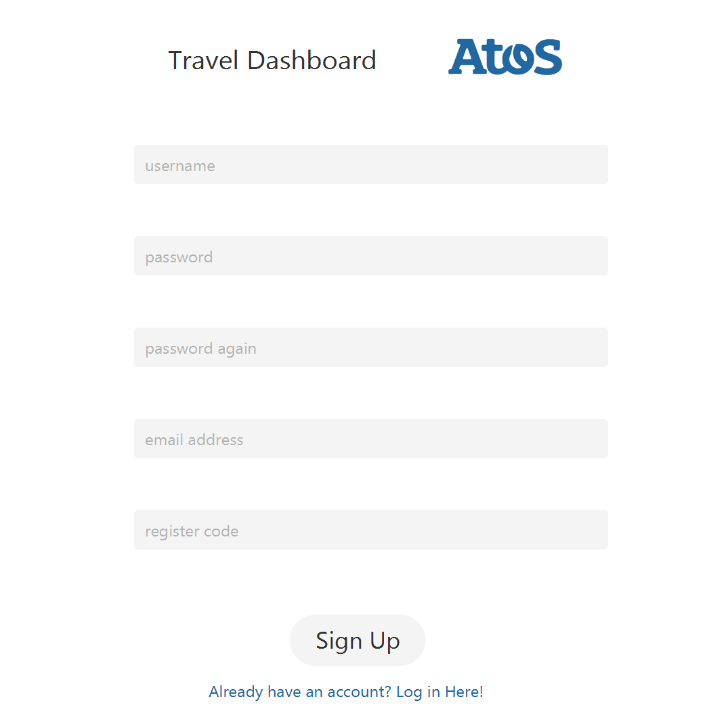 Travel Dashboard
Atos
username
password
password again
email address
register code
Sign Up
Already have an account? Log in Here!